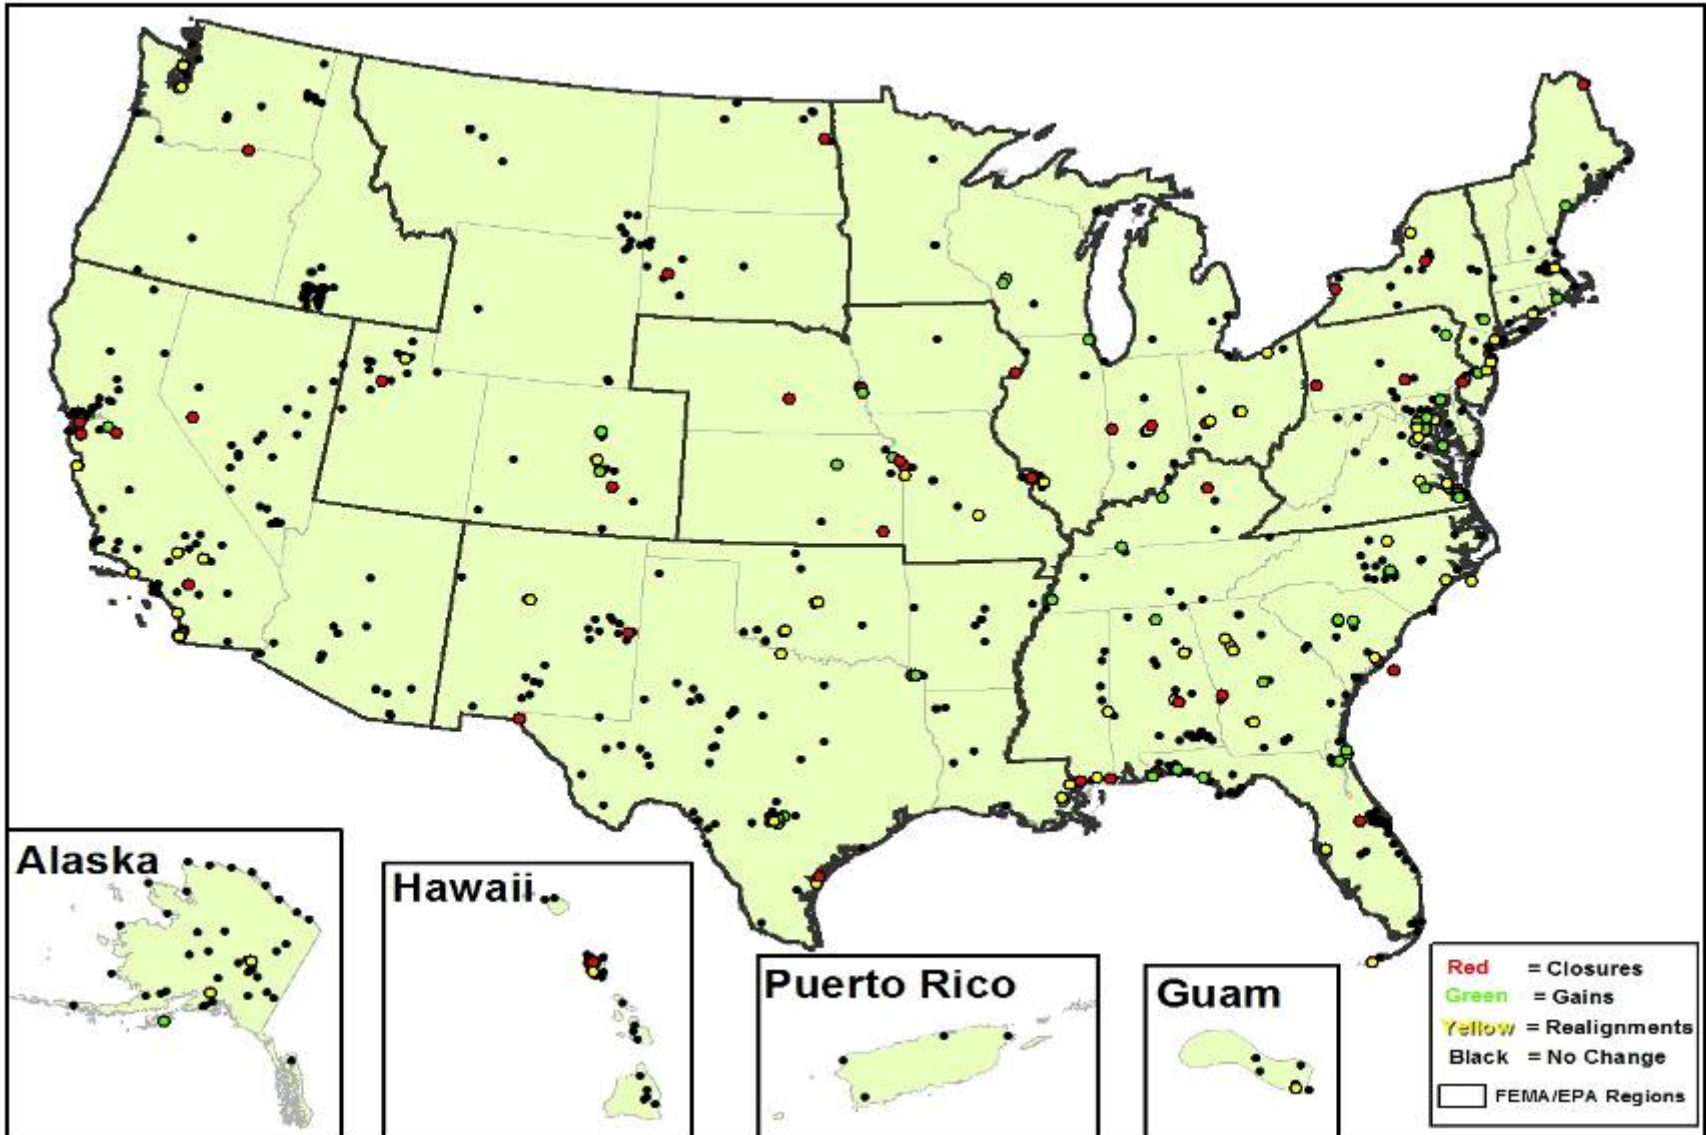 Alaska
Hawaii
Puerto Rico
Guam
Red = Closures
Green = Gains
Yellow = Realignments
Black = No Change
FEMA/EPA Regions